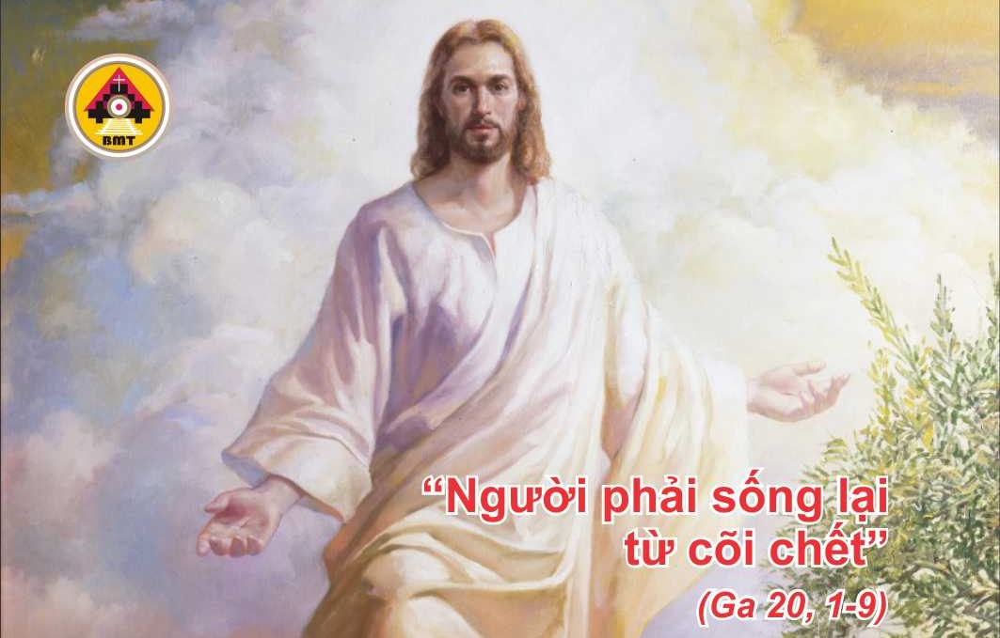 BMT
“Người phải sống lại
từ cõi chết”
(Ga 20, 1-9)